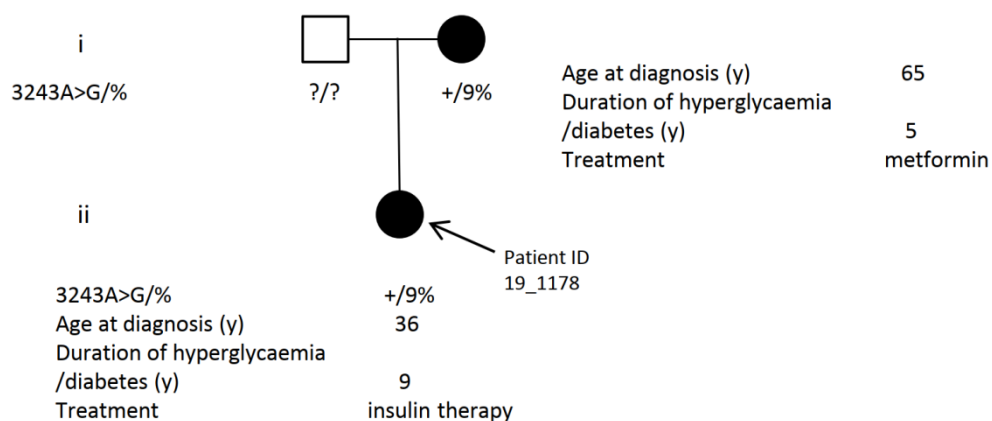 i
3243A>G/% ?/? +/9%
Age at diagnosis (y) 65
Duration of hyperglycaemia
/diabetes (y) 5
Treatment metformin
ii
Patient ID
19_1178
3243A>G/% +/9%
Age at diagnosis (y) 36
Duration of hyperglycaemia
/diabetes (y) 9
Treatment insulin therapy